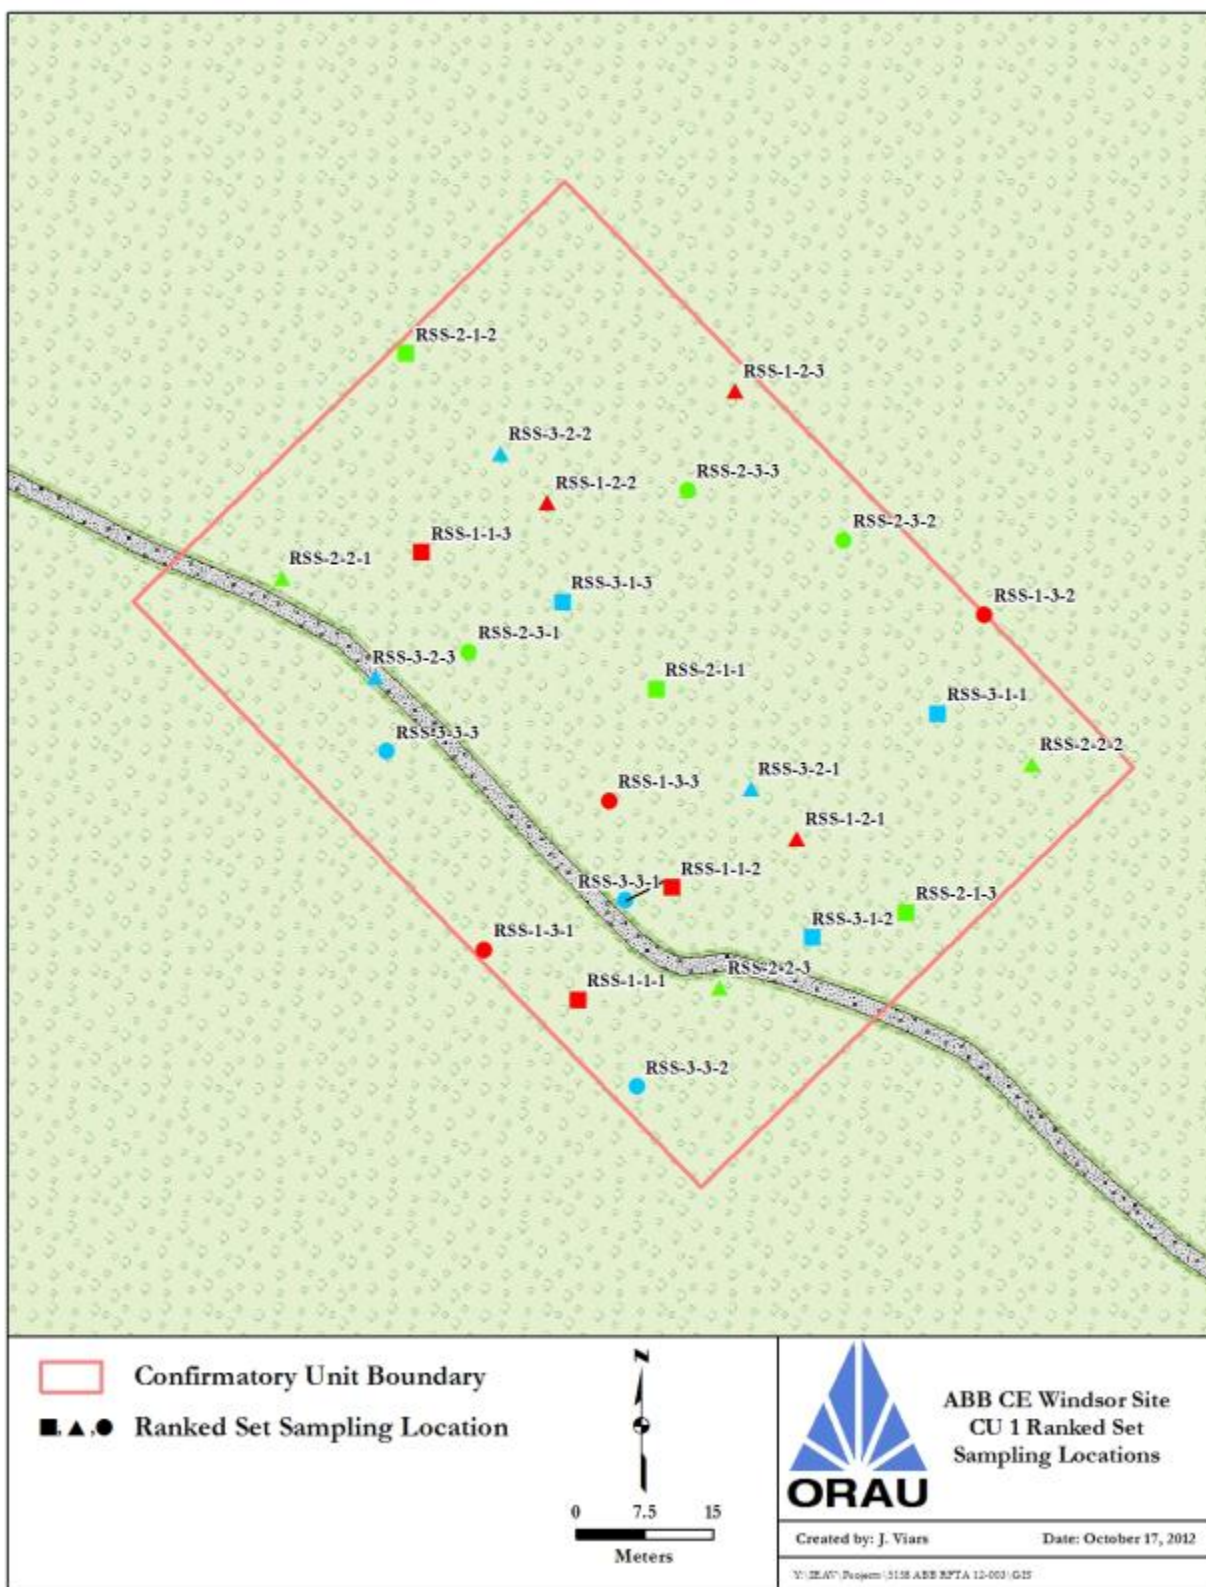 RSS-2-1-2
RSS-1-2-3
RSS-3-2-2
RSS-2-3-3
RSS-1-2-2
RSS-2-3-2
RSS-1-1-3
RSS-2-2-1
RSS-3-1-3
RSS-1-3-2
RSS-2-3-1
RSS-3-2-3
RSS-2-1-1
RSS-3-1-1
RSS-3-3-3
RSS-2-2-2
RSS-3-2-1
RSS-1-3-3
RSS-1-2-1
RSS-1-1-2
RSS-3-3-1
RSS-2-1-3
RSS-3-1-2
RSS-1-3-1
RSS-2-2-3
RSS-1-1-1
RSS-3-3-2
Confirmatory Unit Boundary
Ranked Set Sampling Location
N
0 7.5 15
Meters
ORAU
ABB CE Windsor Site
CU 1 Ranked Set
Sampling Locations
Created by: J. Viars Date: October 17, 2012